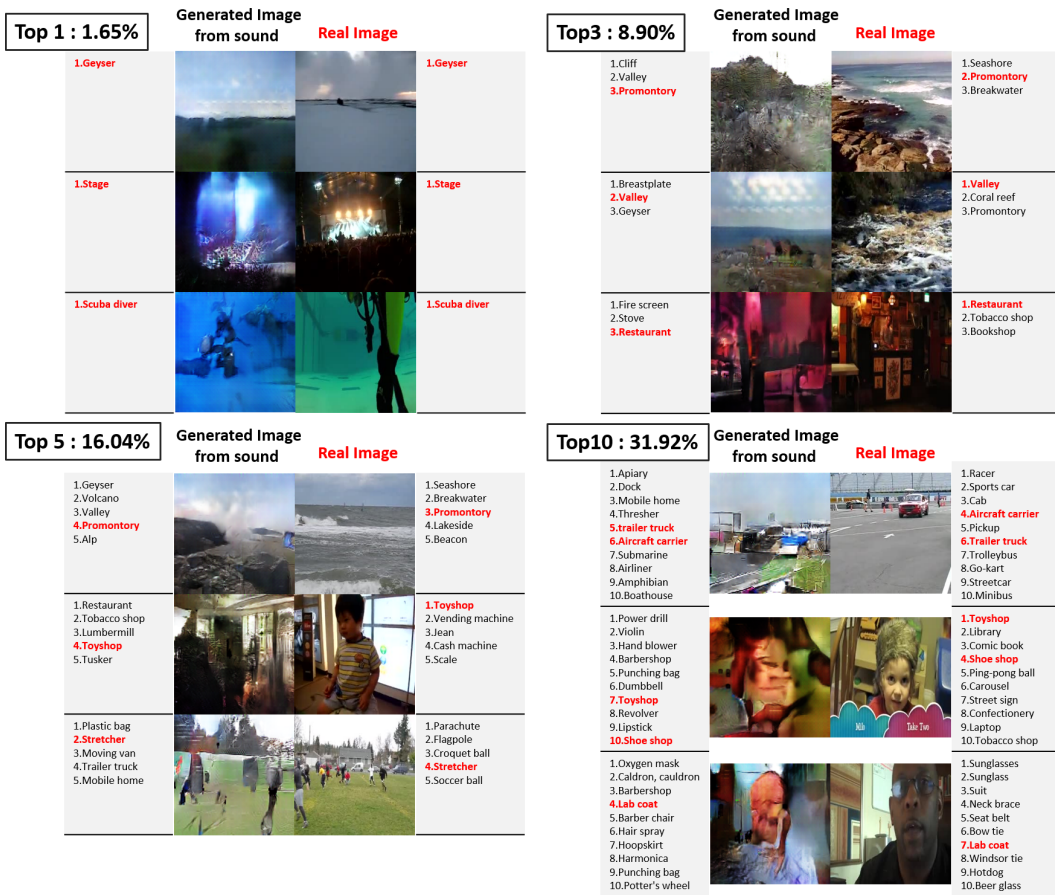 Top 1 : 1.65%
Generated Image
from sound
Real Image
1.Geyser
1.Geyser
1.Stage
1.Stage
1.Scuba diver
1.Scuba diver
Top3 : 8.90%
Generated Image
from sound
Real Image
1.Cliff
2.Valley
3.Promontory
1.Seashore
2.Promontory
3.Breakwater
1.Breastplate
2.Valley
3.Geyser
1.Valley
2.Coral reef
3.Promontory
1.Fire screen
2.Stove
3.Restaurant
1.Restaurant
2.Tobacco shop
3.Bookshop
Top 5 : 16.04%
Generated Image
from sound
Real Image
1.Geyser
2.Volcano
3.Valley
4.Promontory
5.Alp
1.Seashore
2.Breakwater
3.Promontory
4.Lakeside
5.Beacon
1.Restaurant
2.Tobacco shop
3.Lumbermill
4.Toyshop
5.Tusker
1.Toyshop
2.Vending machine
3.Jean
4.Cash machine
5.Scale
1.Plastic bag
2.Stretcher
3.Moving van
4.Trailer truck
5.Mobile home
1.Parachute
2.Flagpole
3.Croquet ball
4.Stretcher
5.Soccer ball
Top10 : 31.92%
Generated Image
from sound
Real Image
1.Apiary
2.Dock
3.Mobile home
4.Thresher
5.trailer truck
6.Aircraft carrier
7.Submarine
8.Airliner
9.Amphibian
10.Boathouse
1.Racer
2.Sports car
3.Cab
4.Aircraft carrier
5.Pickup
6.Trailer truck
7.Trolleybus
8.Go-kart
9.Streetcar
10.Minibus
1.Power drill
2.Violin
3.Hand blower
4.Barbershop
5.Punching bag
6.Dumbbell
7.Toyshop
8.Revolver
9.Lipstick
10.Shoe shop
Milo
Take Two
1.Toyshop
2.Library
3.Comic book
4.Shoe shop
5.Ping-pong ball
6.Carousel
7.Street sign
8.Confectionery
9.Laptop
10.Tobacco shop
1.Oxygen mask
2.Caldron, cauldron
3.Barbershop
4.Lab coat
5.Barber chair
6.Hair spray
7.Hoopskirt
8.Harmonica
9.Punching bag
10.Potter's wheel
1.Sunglasses
2.Sunglass
3.Suit
4.Neck brace
5.Seat belt
6.Bow tie
7.Lab coat
8.Windsor tie
9.Hotdog
10.Beer glass